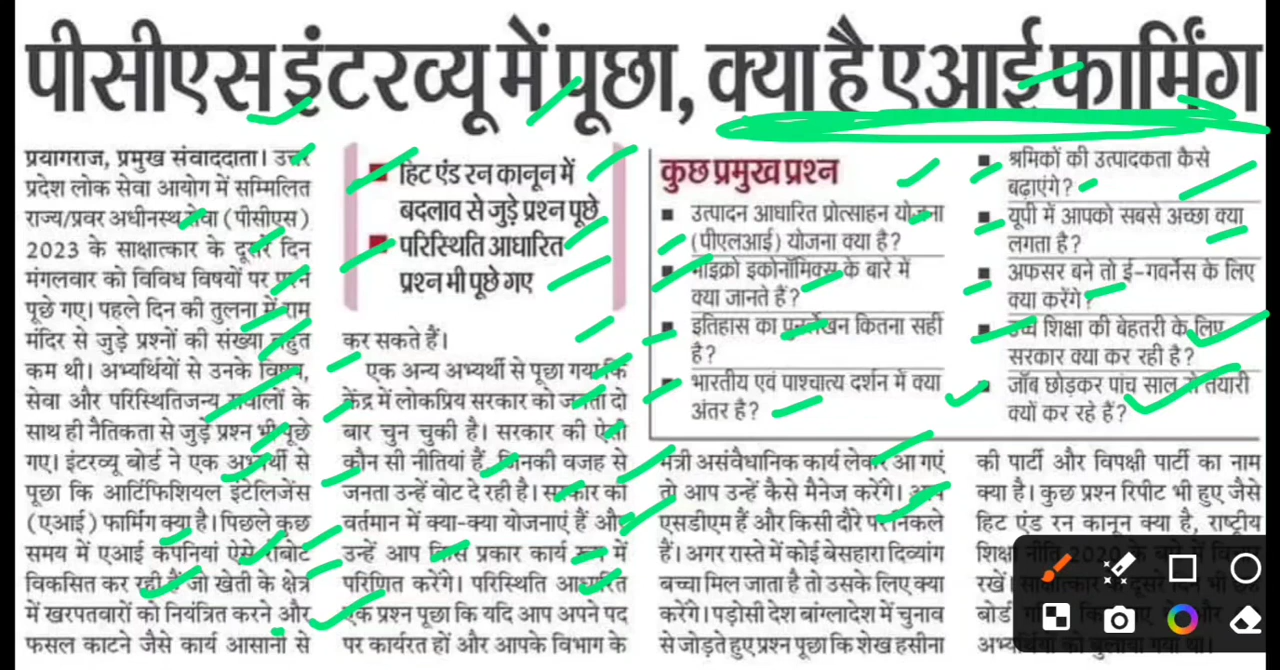 पीसीएस इंटरव्यू में पूछा, क्या है एआई फार्मिंग
प्रयागराज, प्रमुख संवाददाता। उत्तर
प्रदेश लोक सेवा आयोग में सम्मिलित
राज्य/प्रवर अधीनस्थ सेवा (पीसीएस)
2023 के साक्षात्कार के दूसरे दिन
मंगलवार को विविध विषयों पर प्रश्न
पूछे गए। पहले दिन की तुलना में राम
मंदिर से जुड़े प्रश्नों की संख्या बहुत
कम थी। अभ्यर्थियों से उनके विषय,
सेवा और परिस्थितिजन्य सवालों के
साथ ही नैतिकता से जुड़े प्रश्न भी पूछे
गए। इंटरव्यू बोर्ड ने एक अभ्यर्थी से
पूछा कि आर्टिफिशियल इंटेलिजेंस
(एआई) फार्मिंग क्या है। पिछले कुछ
समय में एआई कंपनियां ऐसे रोबोट
विकसित कर रही हैं जो खेती के क्षेत्र
में खरपतवारों को नियंत्रित करने और
फसल काटने जैसे कार्य आसानी से
हिट एंड रन कानून में
बदलाव से जुड़े प्रश्न पूछे
परिस्थिति आधारित
प्रश्न भी पूछे गए
कर सकते हैं।
एक अन्य अभ्यर्थी से पूछा गया कि
केंद्र में लोकप्रिय सरकार को जनता दो
बार चुन चुकी है। सरकार की ऐसी
कौन सी नीतियां हैं, जिनकी वजह से
जनता उन्हें वोट दे रही है। सरकार की
वर्तमान में क्या-क्या योजनाएं हैं और
उन्हें आप किस प्रकार कार्य रूप में
परिणित करेंगे। परिस्थिति आधारित
एक प्रश्न पूछा कि यदि आप अपने पद
पर कार्यरत हों और आपके विभाग के
कुछ प्रमुख प्रश्न
उत्पादन आधारित प्रोत्साहन योजना
(पीएलआई) योजना क्या है?
माइक्रो इकोनॉमिक्स के बारे में
क्या जानते हैं?
इतिहास का पुनर्लेखन कितना सही
है?
भारतीय एवं पाश्चात्य दर्शन में क्या
अंतर है?
श्रमिकों की उत्पादकता कैसे
बढ़ाएंगे?
यूपी में आपको सबसे अच्छा क्या
लगता है?
अफसर बने तो ई-गवर्नेंस के लिए
क्या करेंगे?
उच्च शिक्षा की बेहतरी के लिए
सरकार क्या कर रही है?
जॉब छोड़कर पांच साल से तैयारी
क्यों कर रहे हैं?
मंत्री असंवैधानिक कार्य लेकर आ गएं
तो आप उन्हें कैसे मैनेज करेंगे। आप
एसडीएम हैं और किसी दौरे पर निकले
हैं। अगर रास्ते में कोई बेसहारा दिव्यांग
बच्चा मिल जाता है तो उसके लिए क्या
करेंगे। पड़ोसी देश बांग्लादेश में चुनाव
से जोड़ते हुए प्रश्न पूछा कि शेख हसीना
की पार्टी और विपक्षी पार्टी का नाम
क्या है। कुछ प्रश्न रिपीट भी हुए जैसे
हिट एंड रन कानून क्या है, राष्ट्रीय
शिक्षा नीति 2020 के बारे में
रखें। साक्षात्कार के दूसरे दिन भी
बोर्ड
अभ्यर्थियों को बुलाया गया था।